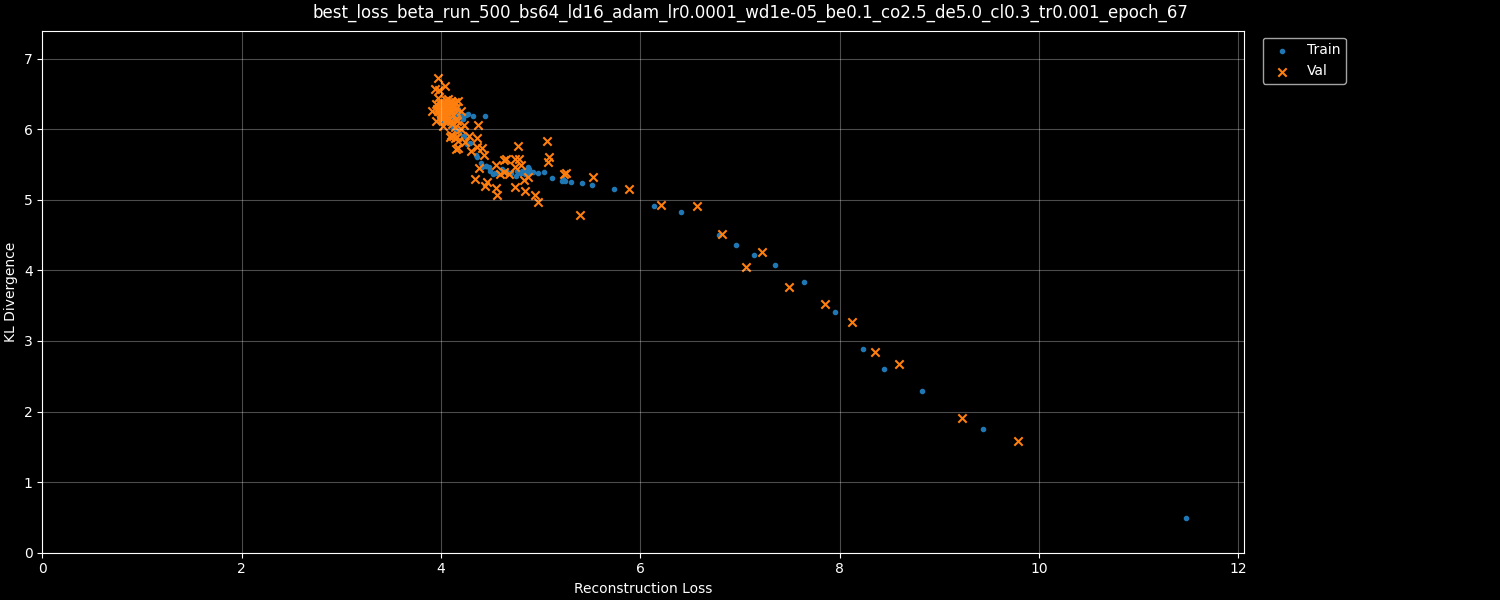 best_loss_beta_run_500_bs64_ld16_adam_lr0.0001_wd1e-05_be0.1_co2.5_de5.0_cl0.3_tr0.001_epoch_67
Train
Val
7
6
5
4
3
2
1
0
KL Divergence
0 2 4 6 8 10 12
Reconstruction Loss